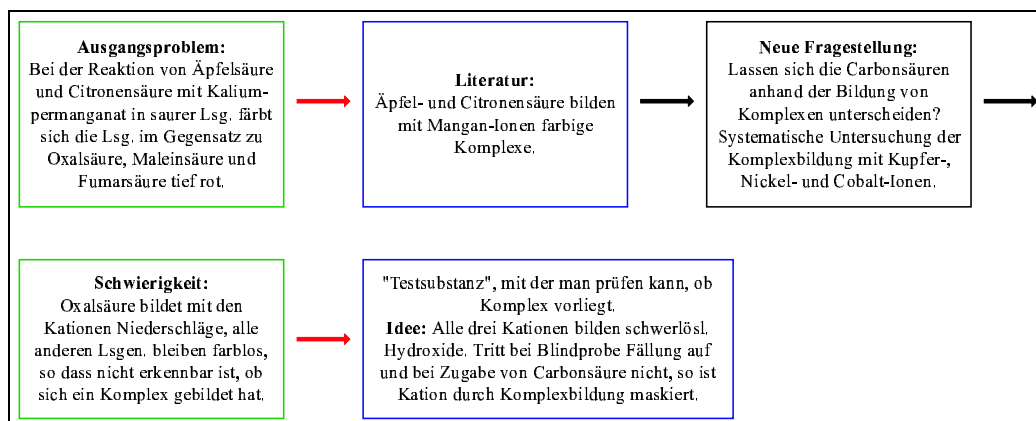 Ausgangsproblem:
Bei der Reaktion von Äpfelsäure
und Citronensäure mit Kalium-
permanganat in saurer Lsg. färbt
sich die Lsg. im Gegensatz zu
Oxalsäure, Maleinsäure und
Fumarsäure tief rot.
Literatur:
Äpfel- und Citronensäure bilden
mit Mangan-Ionen farbige
Komplexe.
Neue Fragestellung:
Lassen sich die Carbonsäuren
anhand der Bildung von
Komplexen unterscheiden?
Systematische Untersuchung der
Komplexbildung mit Kupfer-,
Nickel- und Cobalt-Ionen.
Schwierigkeit:
Oxalsäure bildet mit den
Kationen Niederschläge, alle
anderen Lsgen. bleiben farblos,
so dass nicht erkennbar ist, ob
sich ein Komplex gebildet hat.
"Testsubstanz", mit der man prüfen kann, ob
Komplex vorliegt.
Idee: Alle drei Kationen bilden schwerlösl.
Hydroxide. Tritt bei Blindprobe Fällung auf
und bei Zugabe von Carbonsäure nicht, so ist
Kation durch Komplexbildung maskiert.